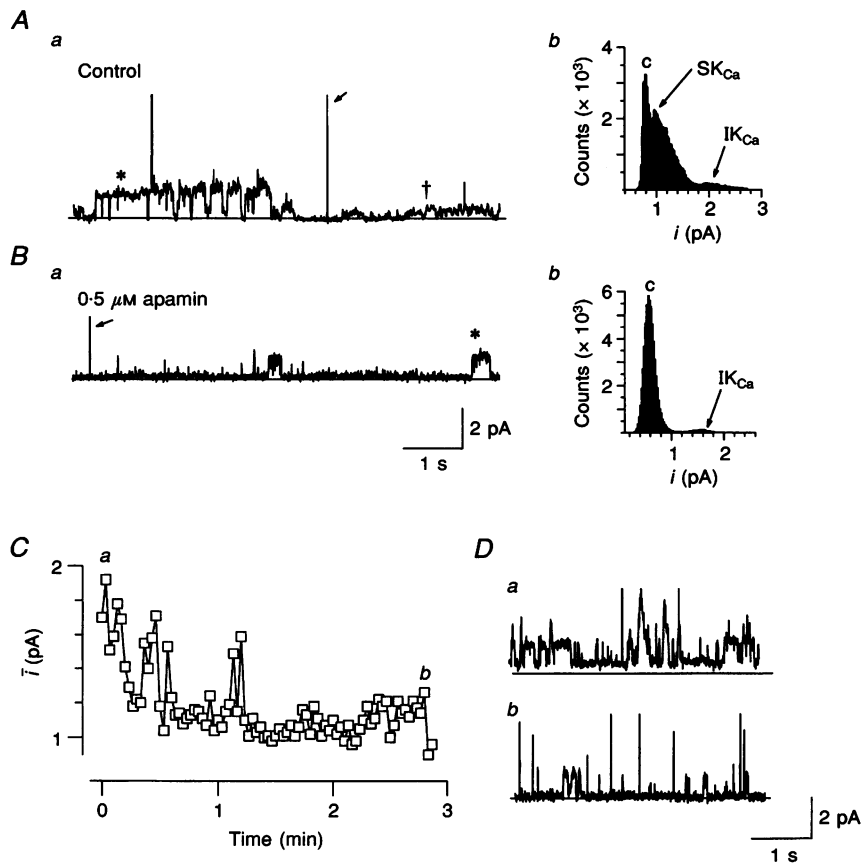 A
a
Control
*
†
b
c
SKCa
IKCa
Counts (× 10³)
4
2
0
1
2
3
i (pA)
B
a
0·5 µM apamin
*
2 pA
1 s
b
c
IKCa
Counts (× 10³)
6
4
2
1
2
i (pA)
C
a
b
i̅ (pA)
2
1
0
1
2
3
Time (min)
D
a
b
2 pA
1 s